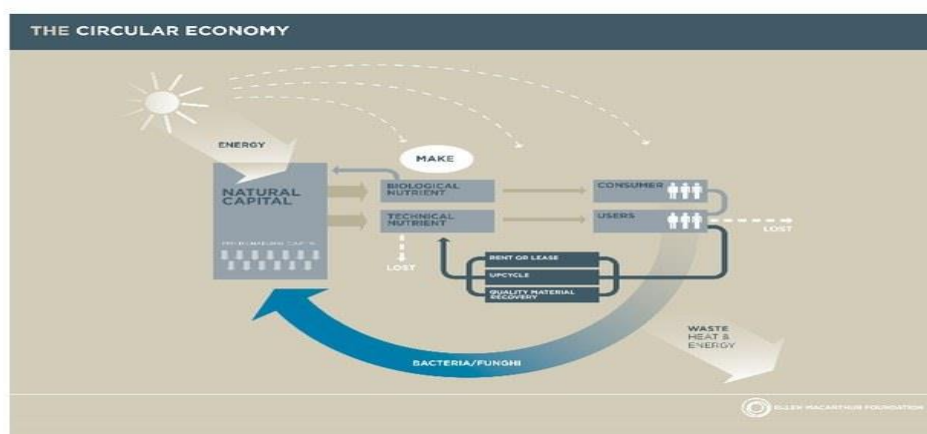 THE CIRCULAR ECONOMY
ENERGY
MAKE
NATURAL
CAPITAL
BIOLOGICAL
NUTRIENT
CONSUMER
TECHNICAL
NUTRIENT
USERS
LOST
LOST
RENT OR LEASE
UPCYCLE
QUALITY MATERIAL
RECOVERY
WASTE
HEAT &
ENERGY
BACTERIA/FUNGHI
ELLEN MACARTHUR FOUNDATION